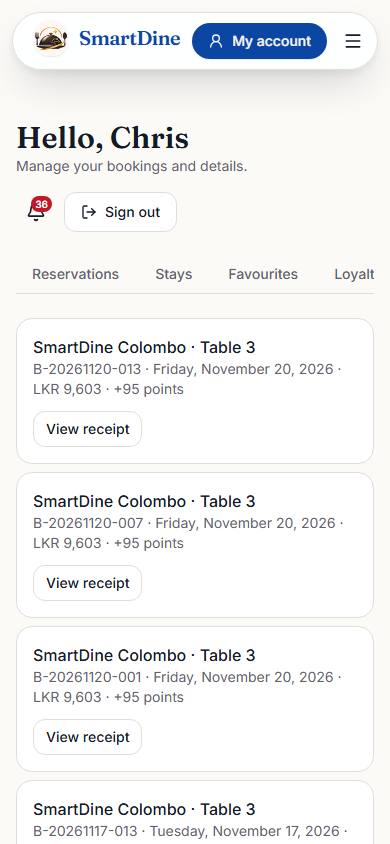 SmartDine
My account
Hello, Chris
Manage your bookings and details.
36
Sign out
Reservations
Stays
Favourites
Loyalt
SmartDine Colombo · Table 3
B-20261120-013 · Friday, November 20, 2026 ·
LKR 9,603 · +95 points
View receipt
SmartDine Colombo · Table 3
B-20261120-007 · Friday, November 20, 2026 ·
LKR 9,603 · +95 points
View receipt
SmartDine Colombo · Table 3
B-20261120-001 · Friday, November 20, 2026 ·
LKR 9,603 · +95 points
View receipt
SmartDine Colombo · Table 3
B-20261117-013 · Tuesday, November 17, 2026 ·